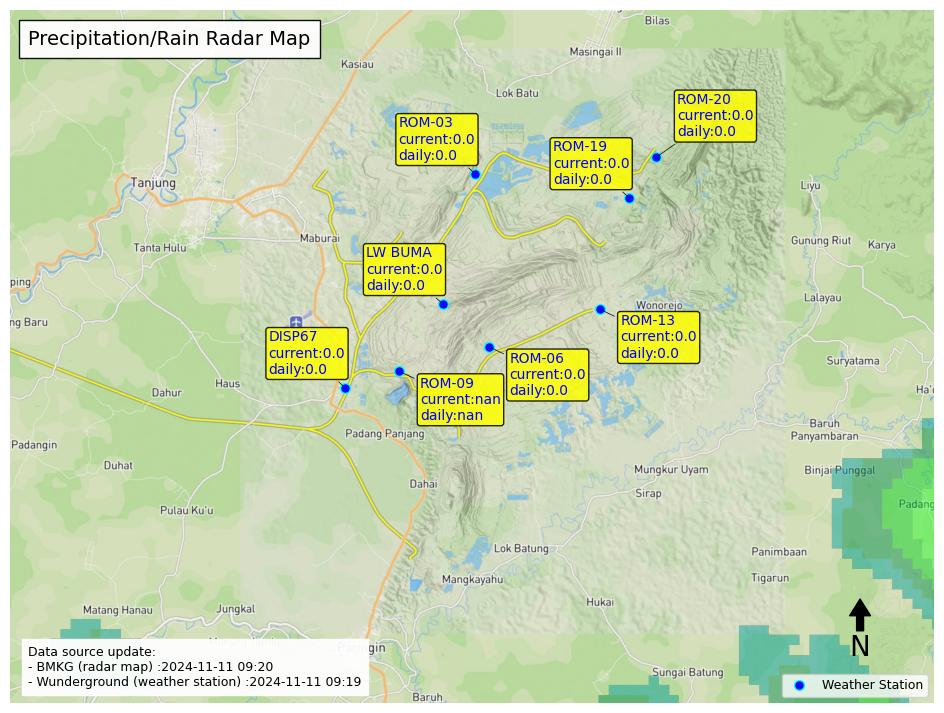 Precipitation/Rain Radar Map
Bilas
Masingai II
Kasiau
Lok Batu
ROM-20
current:0.0
daily:0.0
ROM-03
current:0.0
daily:0.0
ROM-19
current:0.0
daily:0.0
Tanjung
Liyu
Maburai
Tanta Hulu
Gunung Riut
Karya
LW BUMA
current:0.0
daily:0.0
ping
Lalayau
Wonorejo
ng Baru
ROM-13
current:0.0
daily:0.0
DISP67
current:0.0
daily:0.0
ROM-06
current:0.0
daily:0.0
Suryatama
Haus
Dahur
ROM-09
current:nan
daily:nan
Ha'
Baruh
Panyambaran
Padang Panjang
Padangin
Duhat
Mungkur Uyam
Binjai Punggal
Dahai
Sirap
Padang
Pulau Ku'u
Lok Batung
Panimbaan
Mangkayahu
Tigarun
Hukai
Matang Hanau
Jungkal
N
Data source update:
- BMKG (radar map) :2024-11-11 09:20
- Wunderground (weather station) :2024-11-11 09:19
Sungai Batung
Weather Station
Baruh